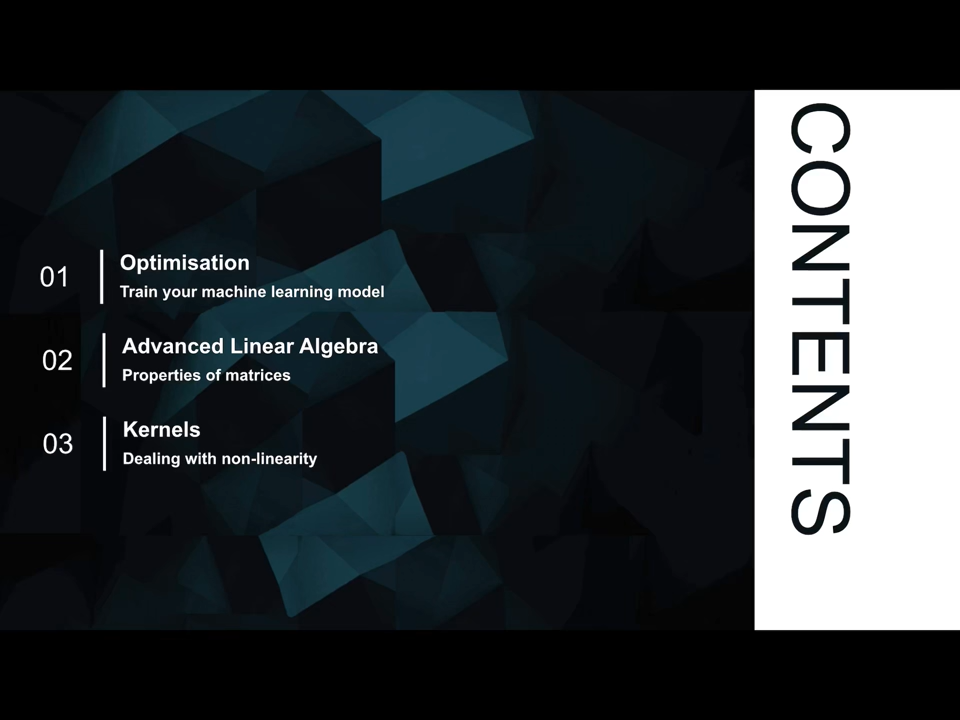 CONTENTS
01
Optimisation
Train your machine learning model
02
Advanced Linear Algebra
Properties of matrices
03
Kernels
Dealing with non-linearity